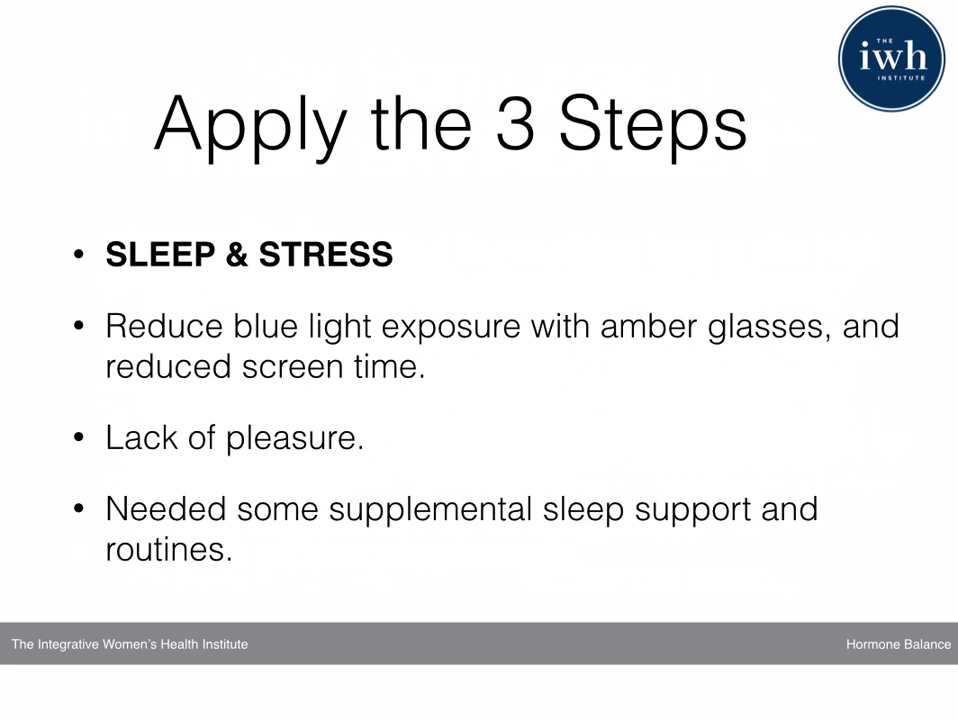 THE
iwh
INSTITUTE
Apply the 3 Steps
• SLEEP & STRESS
• Reduce blue light exposure with amber glasses, and
reduced screen time.
• Lack of pleasure.
• Needed some supplemental sleep support and
routines.
The Integrative Women's Health Institute
Hormone Balance